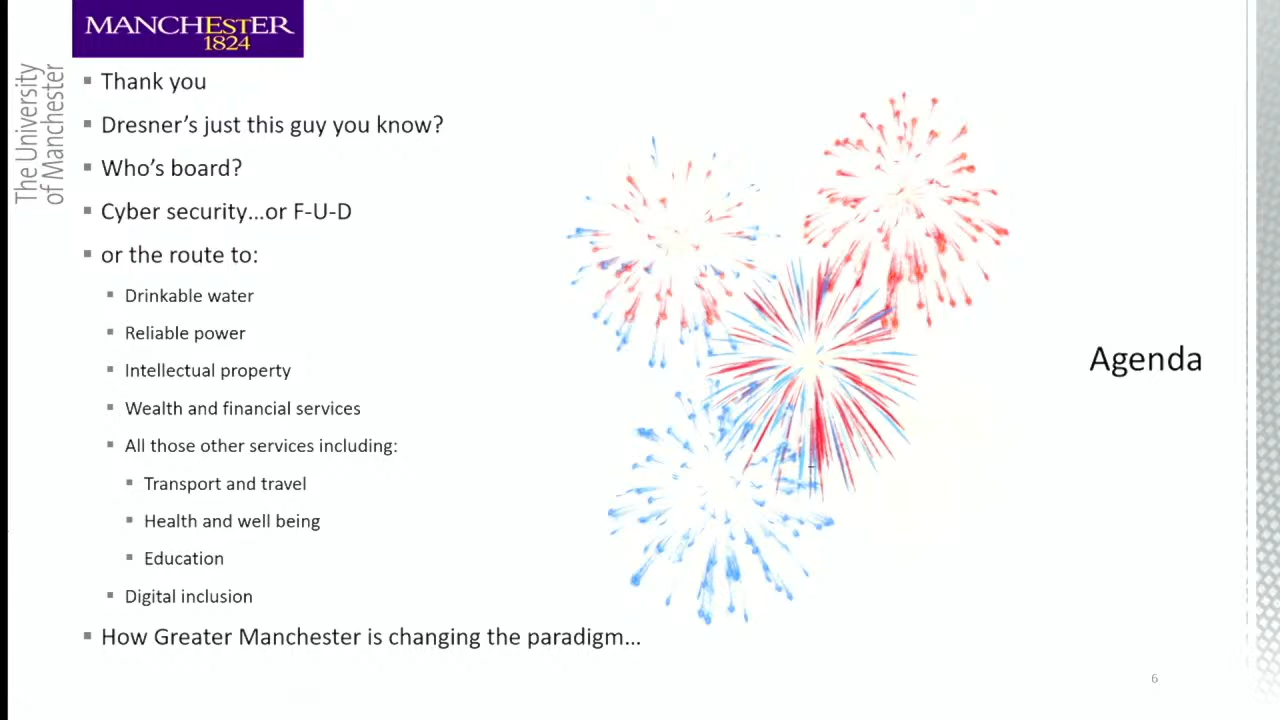 MANCHESTER
1824
The University
of Manchester
Thank you
Dresner's just this guy you know?
Who's board?
Cyber security...or F-U-D
or the route to:
Drinkable water
Reliable power
Intellectual property
Wealth and financial services
All those other services including:
Transport and travel
Health and well being
Education
Digital inclusion
How Greater Manchester is changing the paradigm...
Agenda
6